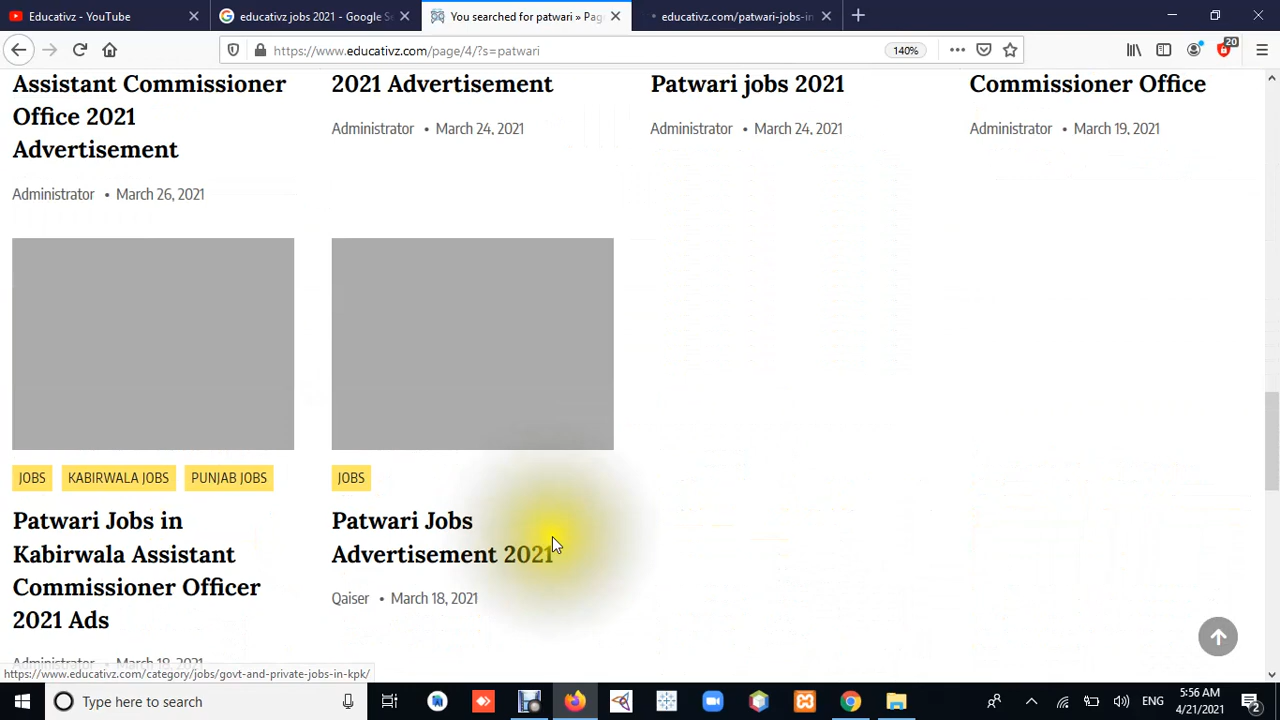 Educativz - YouTube
educativz jobs 2021 - Google S
You searched for patwari » Pag
educativz.com/patwari-jobs-in
https://www.educativz.com/page/4/?s=patwari
140%
20
Assistant Commissioner
Office 2021
Advertisement
Administrator • March 26, 2021
2021 Advertisement
Administrator • March 24, 2021
Patwari jobs 2021
Administrator • March 24, 2021
Commissioner Office
Administrator • March 19, 2021
JOBS KABIRWALA JOBS PUNJAB JOBS
Patwari Jobs in
Kabirwala Assistant
Commissioner Officer
2021 Ads
Administrator • March 18, 2021
JOBS
Patwari Jobs
Advertisement 2021
Qaiser • March 18, 2021
https://www.educativz.com/category/jobs/govt-and-private-jobs-in-kpk/
Type here to search
ENG
5:56 AM
4/21/2021
2